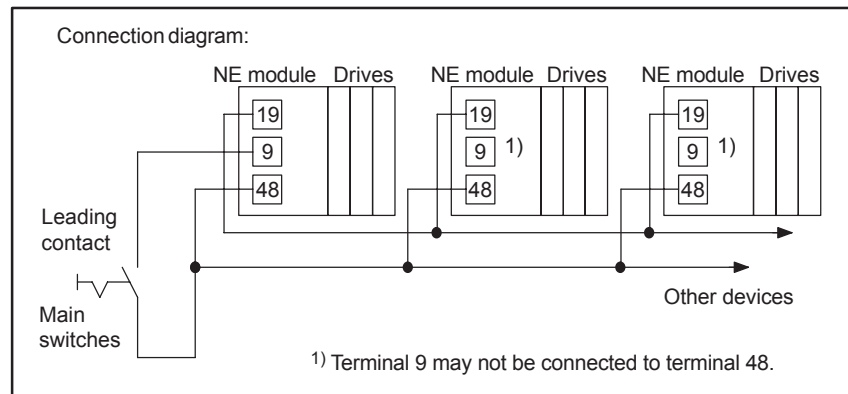 Connection diagram:
NE module Drives NE module Drives NE module Drives
19 19 19
9 9 1) 9 1)
48 48 48
Leading
contact
Main
switches
Other devices
1) Terminal 9 may not be connected to terminal 48.